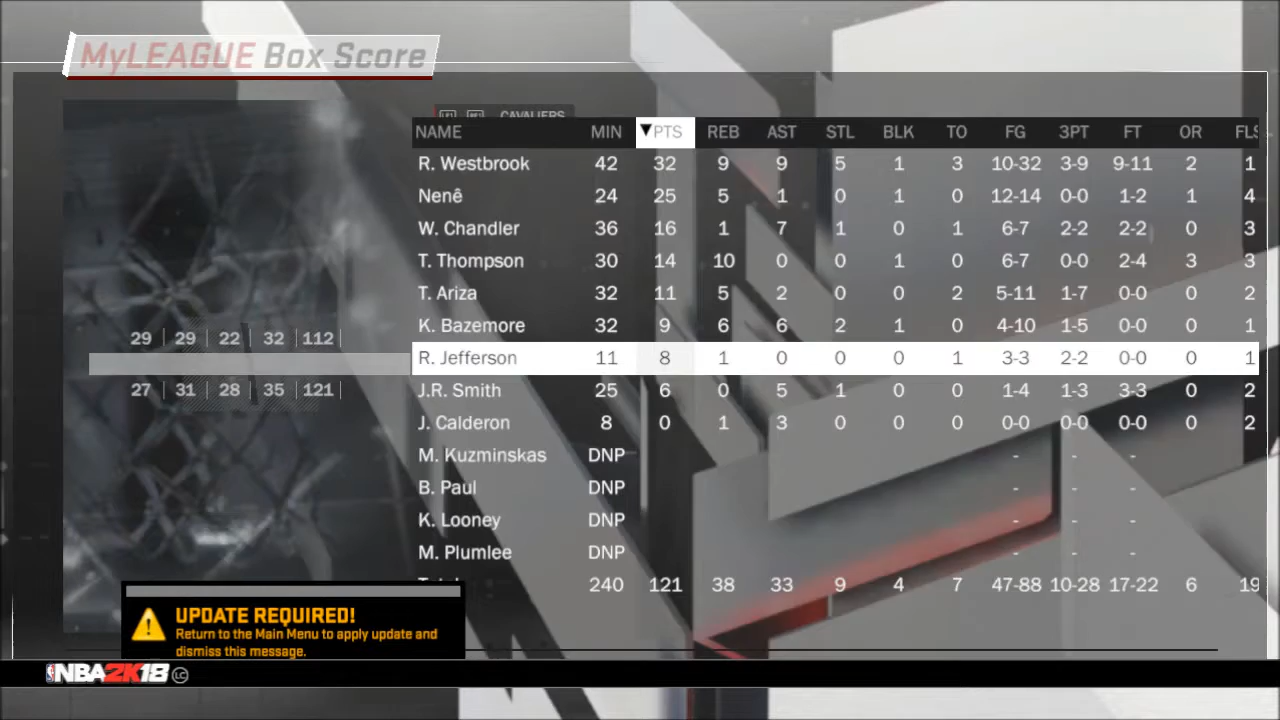 MyLEAGUE Box Score
CAVALIERS
NAME MIN ▼PTS REB AST STL BLK TO FG 3PT FT OR FLS
R. Westbrook 42 32 9 9 5 1 3 10-32 3-9 9-11 2 1
Nenê 24 25 5 1 0 1 0 12-14 0-0 1-2 1 4
W. Chandler 36 16 1 7 1 0 1 6-7 2-2 2-2 0 3
T. Thompson 30 14 10 0 0 1 0 6-7 0-0 2-4 3 3
T. Ariza 32 11 5 2 0 0 2 5-11 1-7 0-0 0 2
K. Bazemore 32 9 6 6 2 1 0 4-10 1-5 0-0 0 1
R. Jefferson 11 8 1 0 0 0 1 3-3 2-2 0-0 0 1
J.R. Smith 25 6 0 5 1 0 0 1-4 1-3 3-3 0 2
J. Calderon 8 0 1 3 0 0 0 0-0 0-0 0-0 0 2
M. Kuzminskas DNP - - -
B. Paul DNP - - -
K. Looney DNP - - -
M. Plumlee DNP - - -
240 121 38 33 9 4 7 47-88 10-28 17-22 6 19
29 | 29 | 22 | 32 | 112 |
27 | 31 | 28 | 35 | 121 |
UPDATE REQUIRED!
Return to the Main Menu to apply update and
dismiss this message.
NBA2K18 LC